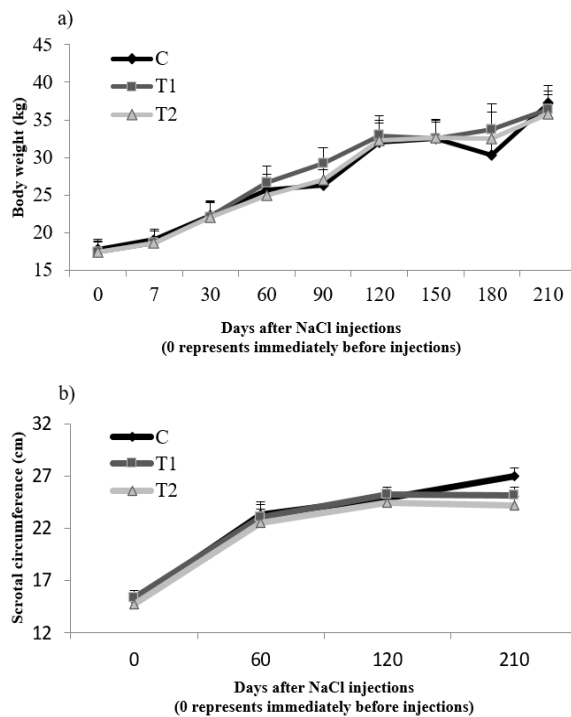 a)
45
40
35
30
25
20
15
Body weight (kg)
C
T1
T2
0 7 30 60 90 120 150 180 210
Days after NaCl injections
(0 represents immediately before injections)
b)
32
27
22
17
12
Scrotal circumference (cm)
C
T1
T2
0 60 120 210
Days after NaCl injections
(0 represents immediately before injections)